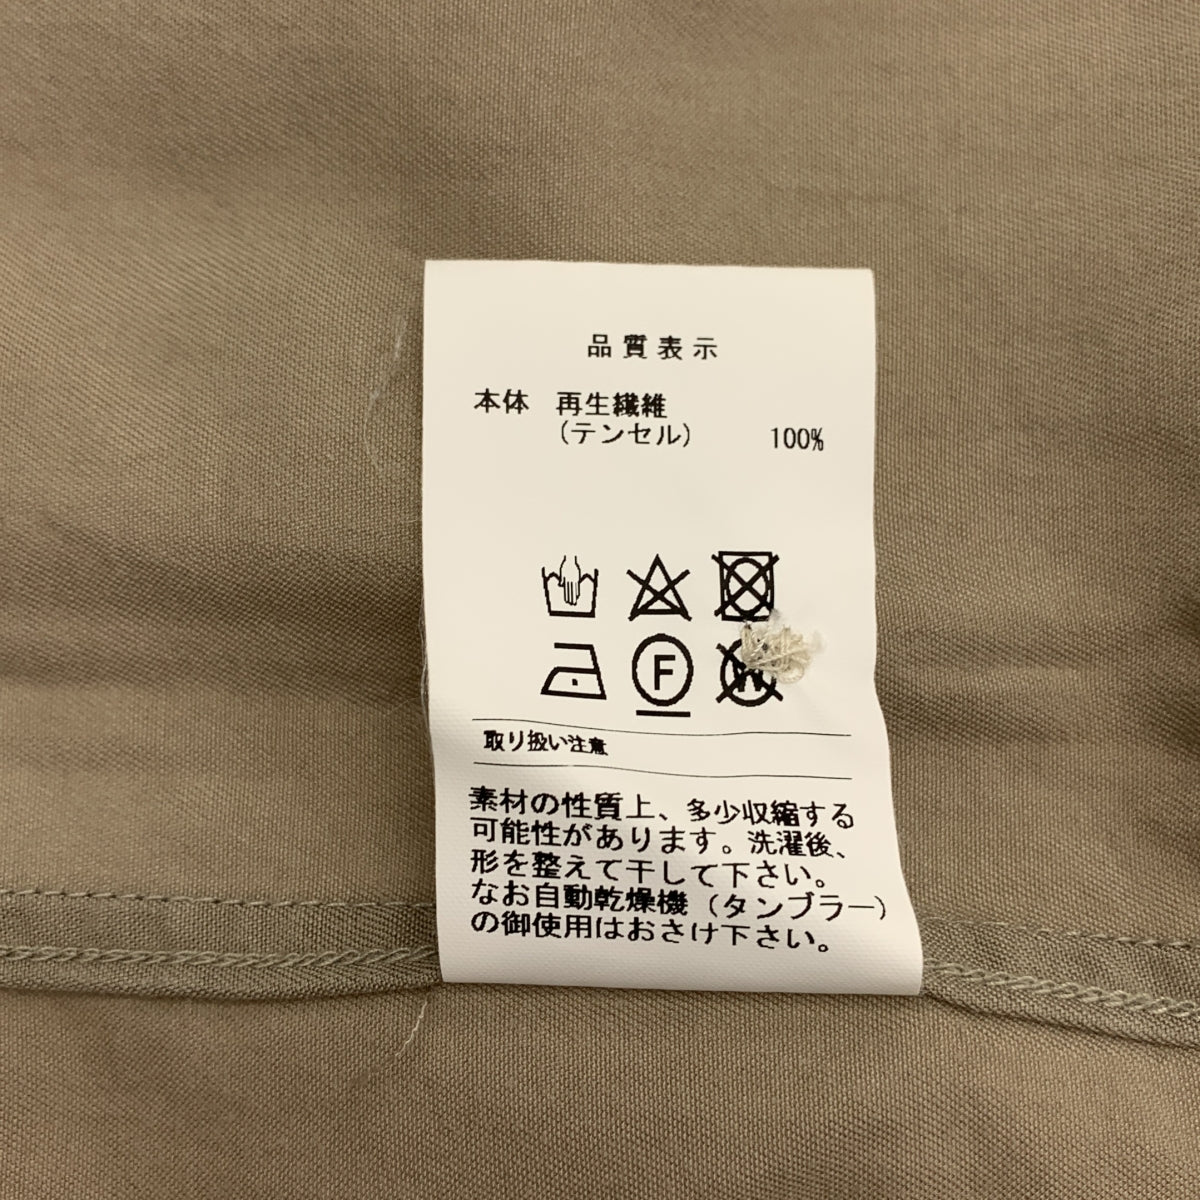 品質表示
本体 再生繊維
(テンセル) 100%
F
W
取り扱い注意
素材の性質上、多少収縮する
可能性があります。洗濯後、
形を整えて干して下さい。
なお自動乾燥機（タンブラー）
の御使用はおさけ下さい。